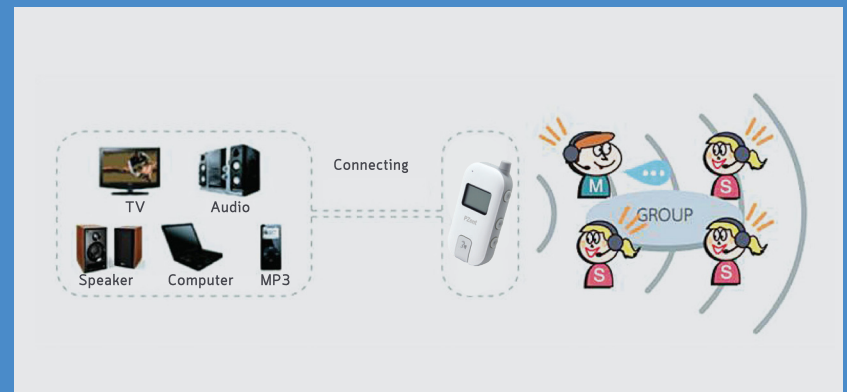 Connecting
TV
Audio
Speaker
Computer
MP3
M
S
GROUP
S
S